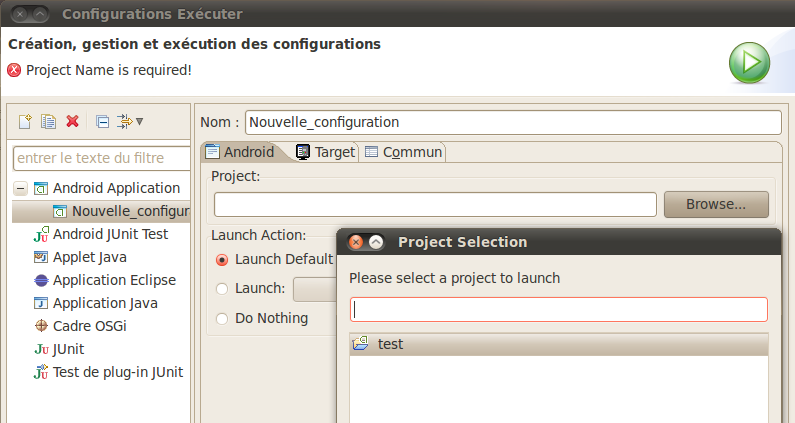 Configurations Exécuter
Création, gestion et exécution des configurations
Project Name is required!
Nom :
Nouvelle_configuration
entrer le texte du filtre
Android Application
Nouvelle_configur
Android JUnit Test
Applet Java
Application Eclipse
Application Java
Cadre OSGi
JUnit
Test de plug-in JUnit
Android
Target
Commun
Project:
Browse...
Launch Action:
Launch Default
Launch:
Do Nothing
Project Selection
Please select a project to launch
test